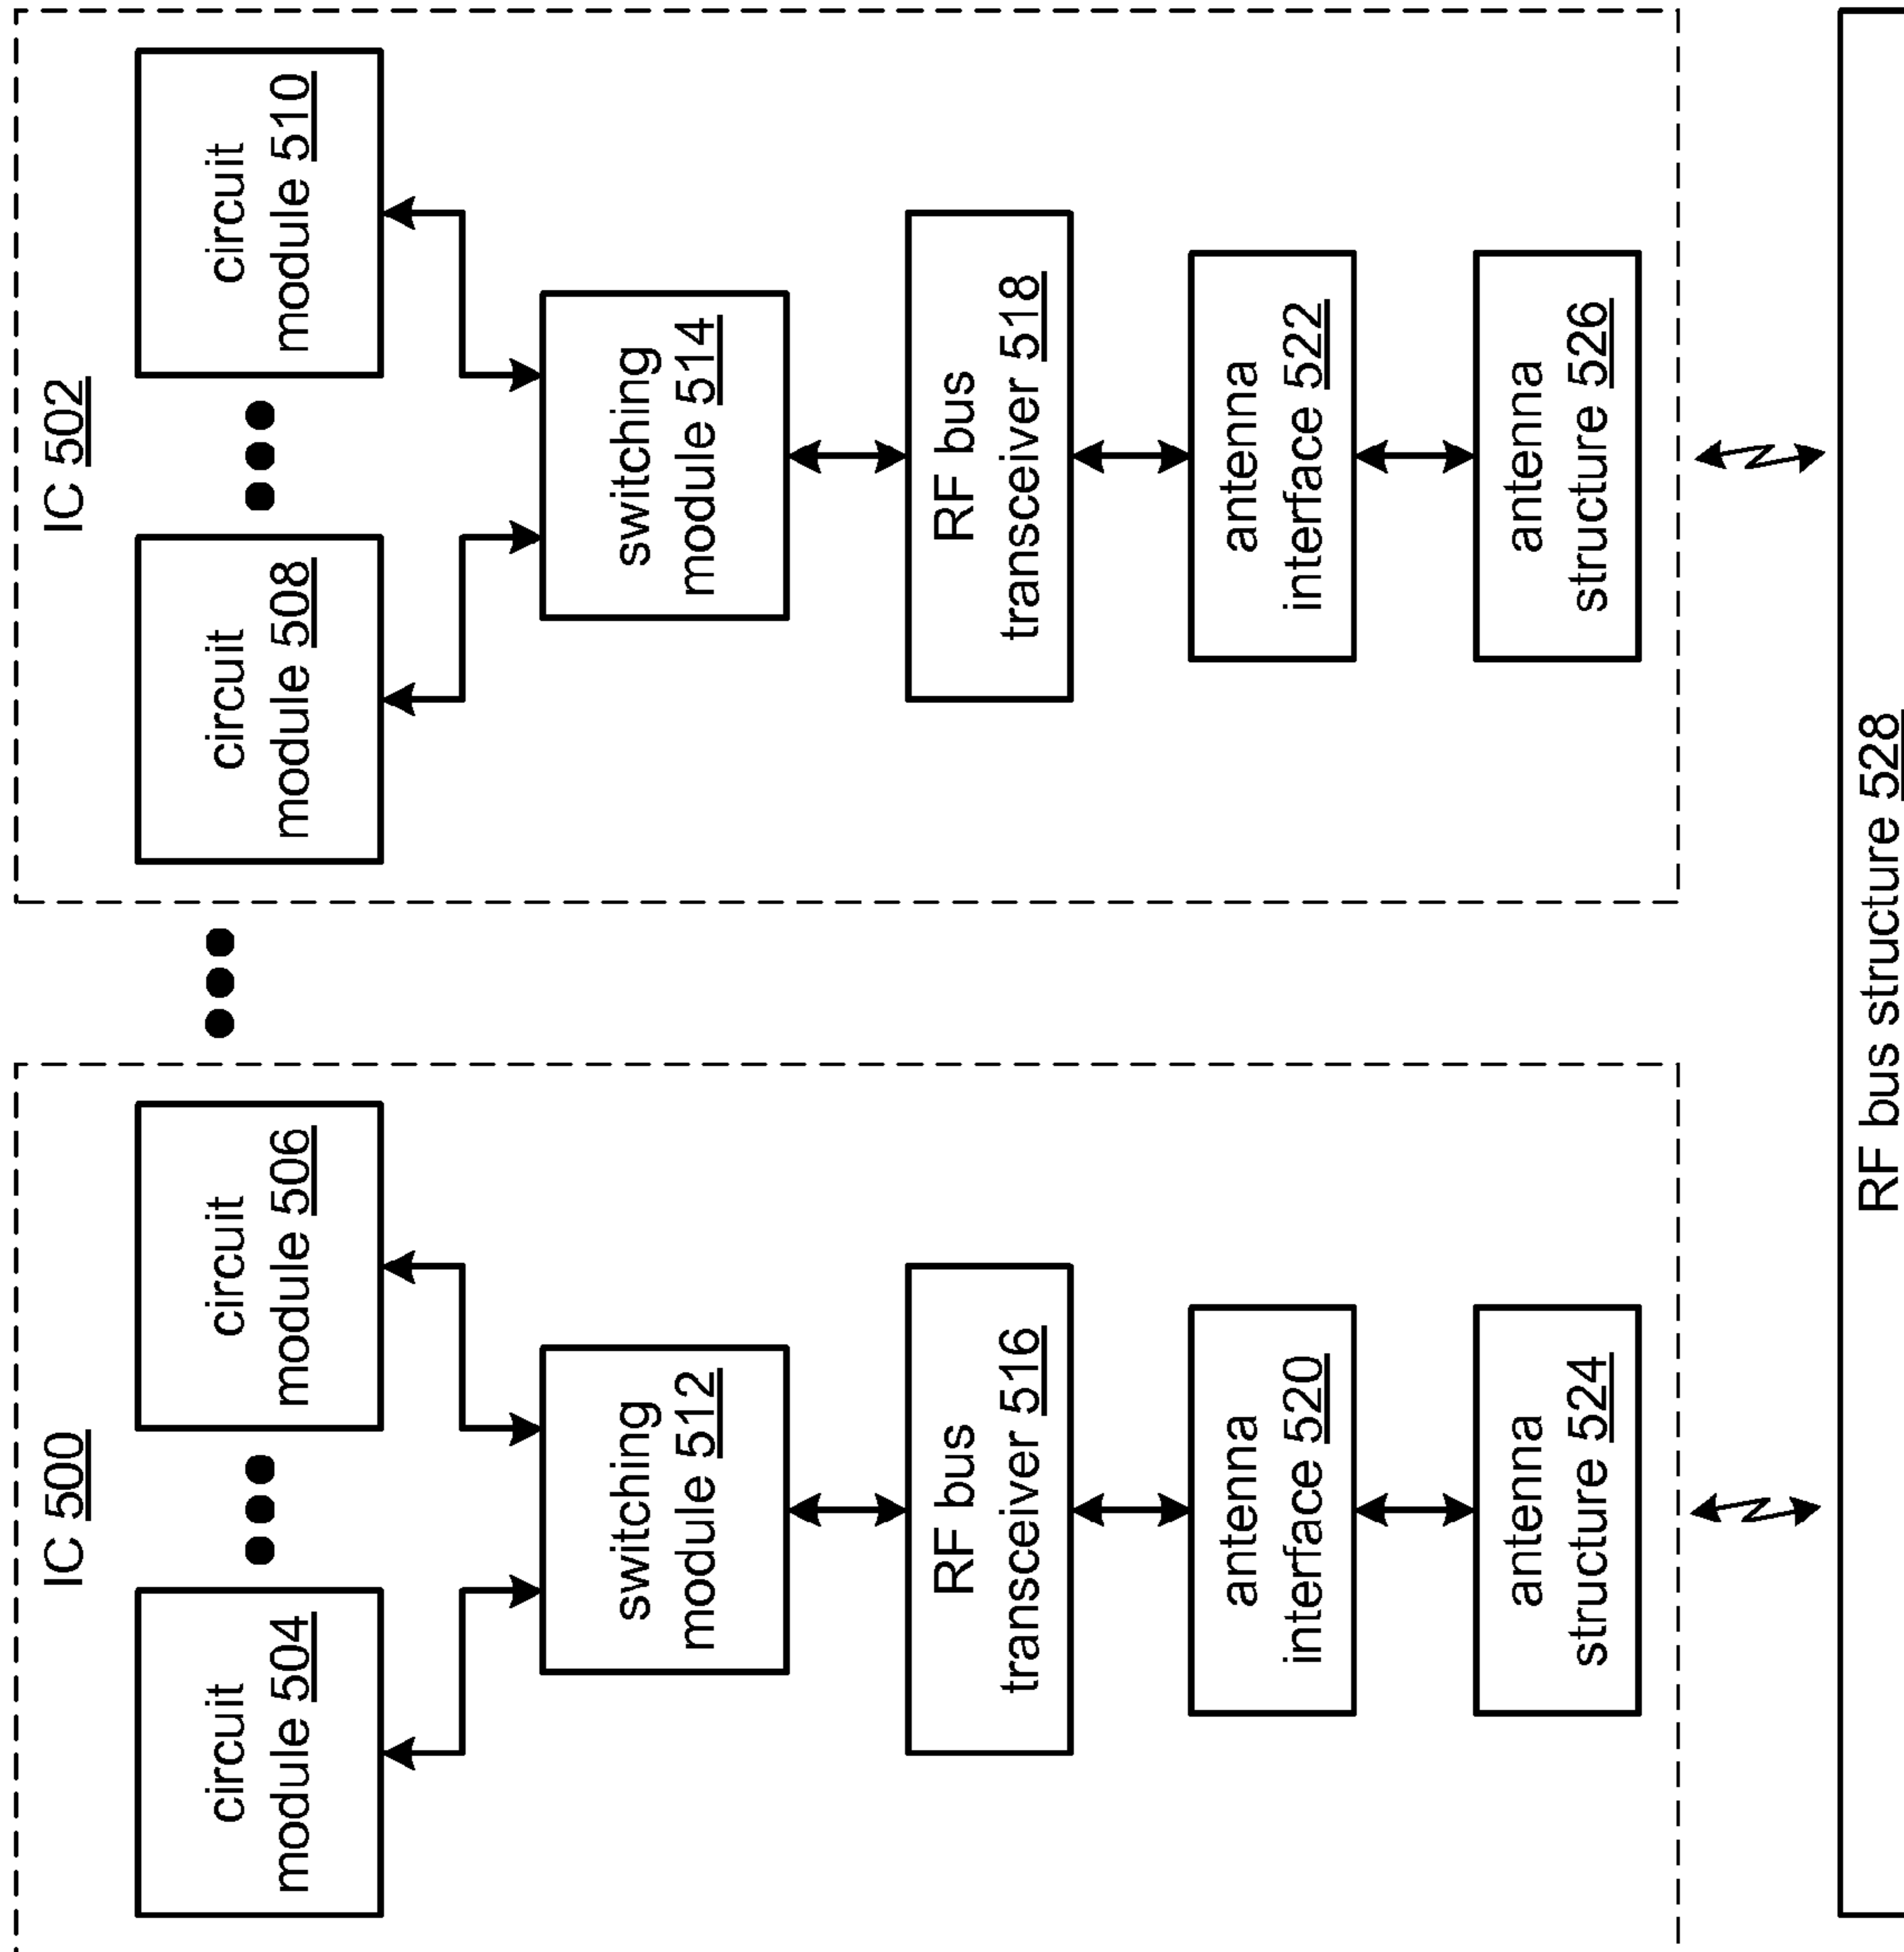 IC 500
circuit
module 504
circuit
module 506
switching
module 512
RF bus
transceiver 516
antenna
interface 520
antenna
structure 524
IC 502
circuit
module 508
circuit
module 510
switching
module 514
RF bus
transceiver 518
antenna
interface 522
antenna
structure 526
RF bus structure 528